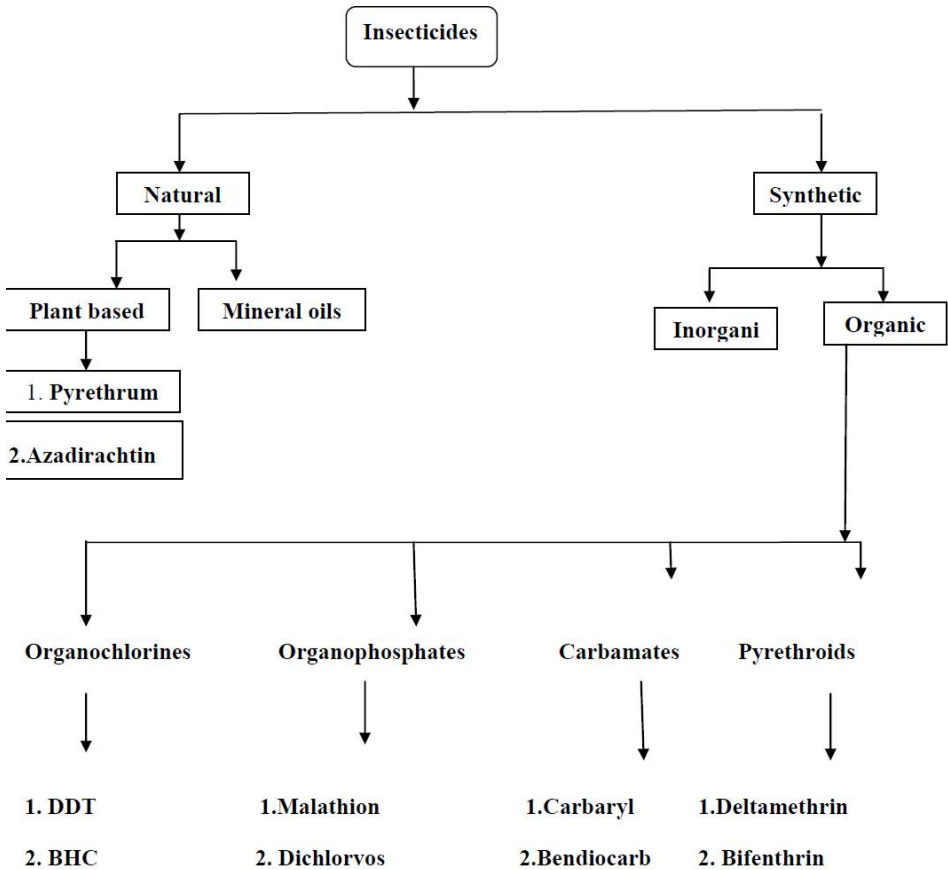 Insecticides
Natural
Synthetic
Plant based
Mineral oils
Inorgani
Organic
1. Pyrethrum
2.Azadirachtin
Organochlorines
Organophosphates
Carbamates
Pyrethroids
1. DDT
1.Malathion
1.Carbaryl
1.Deltamethrin
2. BHC
2. Dichlorvos
2.Bendiocarb
2. Bifenthrin